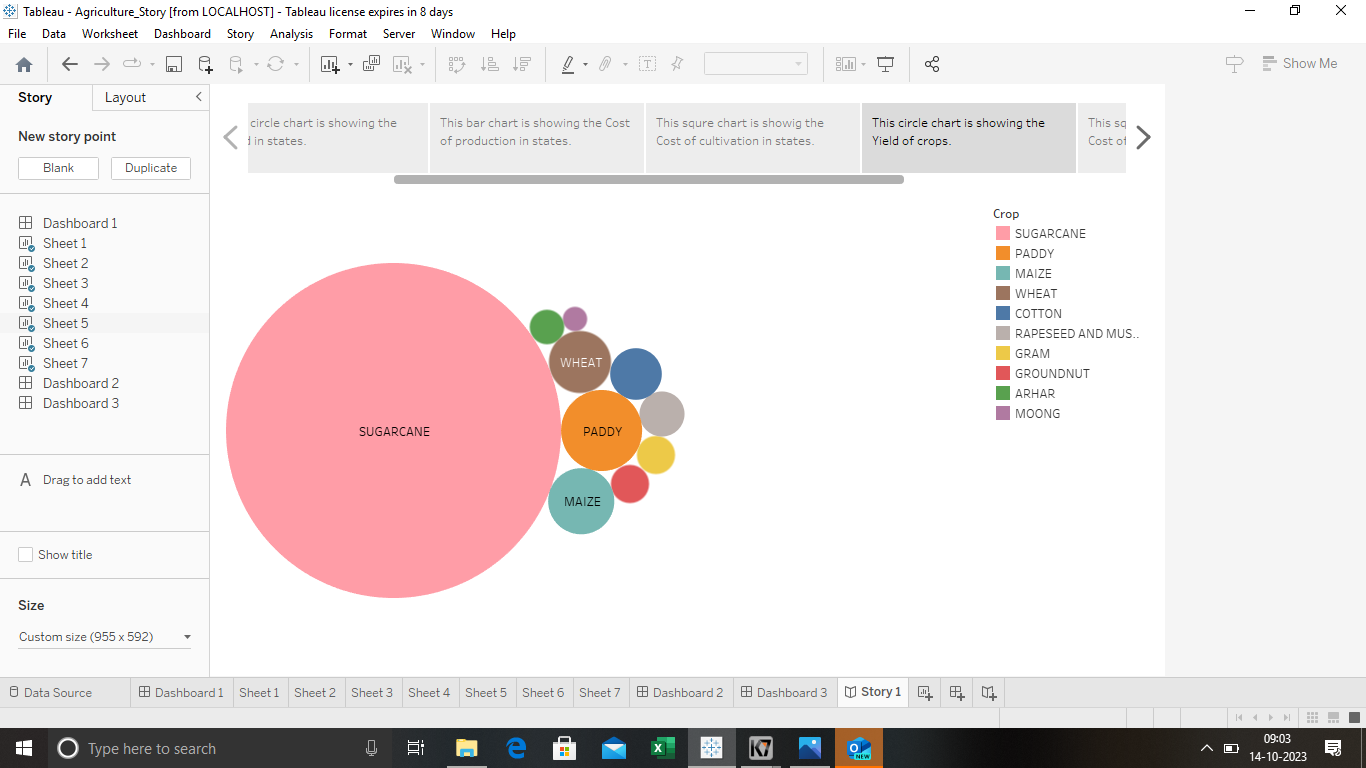 Tableau - Agriculture_Story [from LOCALHOST] - Tableau license expires in 8 days
File Data Worksheet Dashboard Story Analysis Format Server Window Help
Show Me
Story Layout
New story point
Blank Duplicate
Dashboard 1
Sheet 1
Sheet 2
Sheet 3
Sheet 4
Sheet 5
Sheet 6
Sheet 7
Dashboard 2
Dashboard 3
A Drag to add text
Show title
Size
Custom size (955 x 592)
circle chart is showing the
in states.
This bar chart is showing the Cost
of production in states.
This squre chart is showig the
Cost of cultivation in states.
This circle chart is showing the
Yield of crops.
This sq
Cost of
SUGARCANE
WHEAT
PADDY
MAIZE
Crop
SUGARCANE
PADDY
MAIZE
WHEAT
COTTON
RAPESEED AND MUS..
GRAM
GROUNDNUT
ARHAR
MOONG
Data Source Dashboard 1 Sheet 1 Sheet 2 Sheet 3 Sheet 4 Sheet 5 Sheet 6 Sheet 7 Dashboard 2 Dashboard 3 Story 1
Type here to search
K7
NEW
09:03
14-10-2023